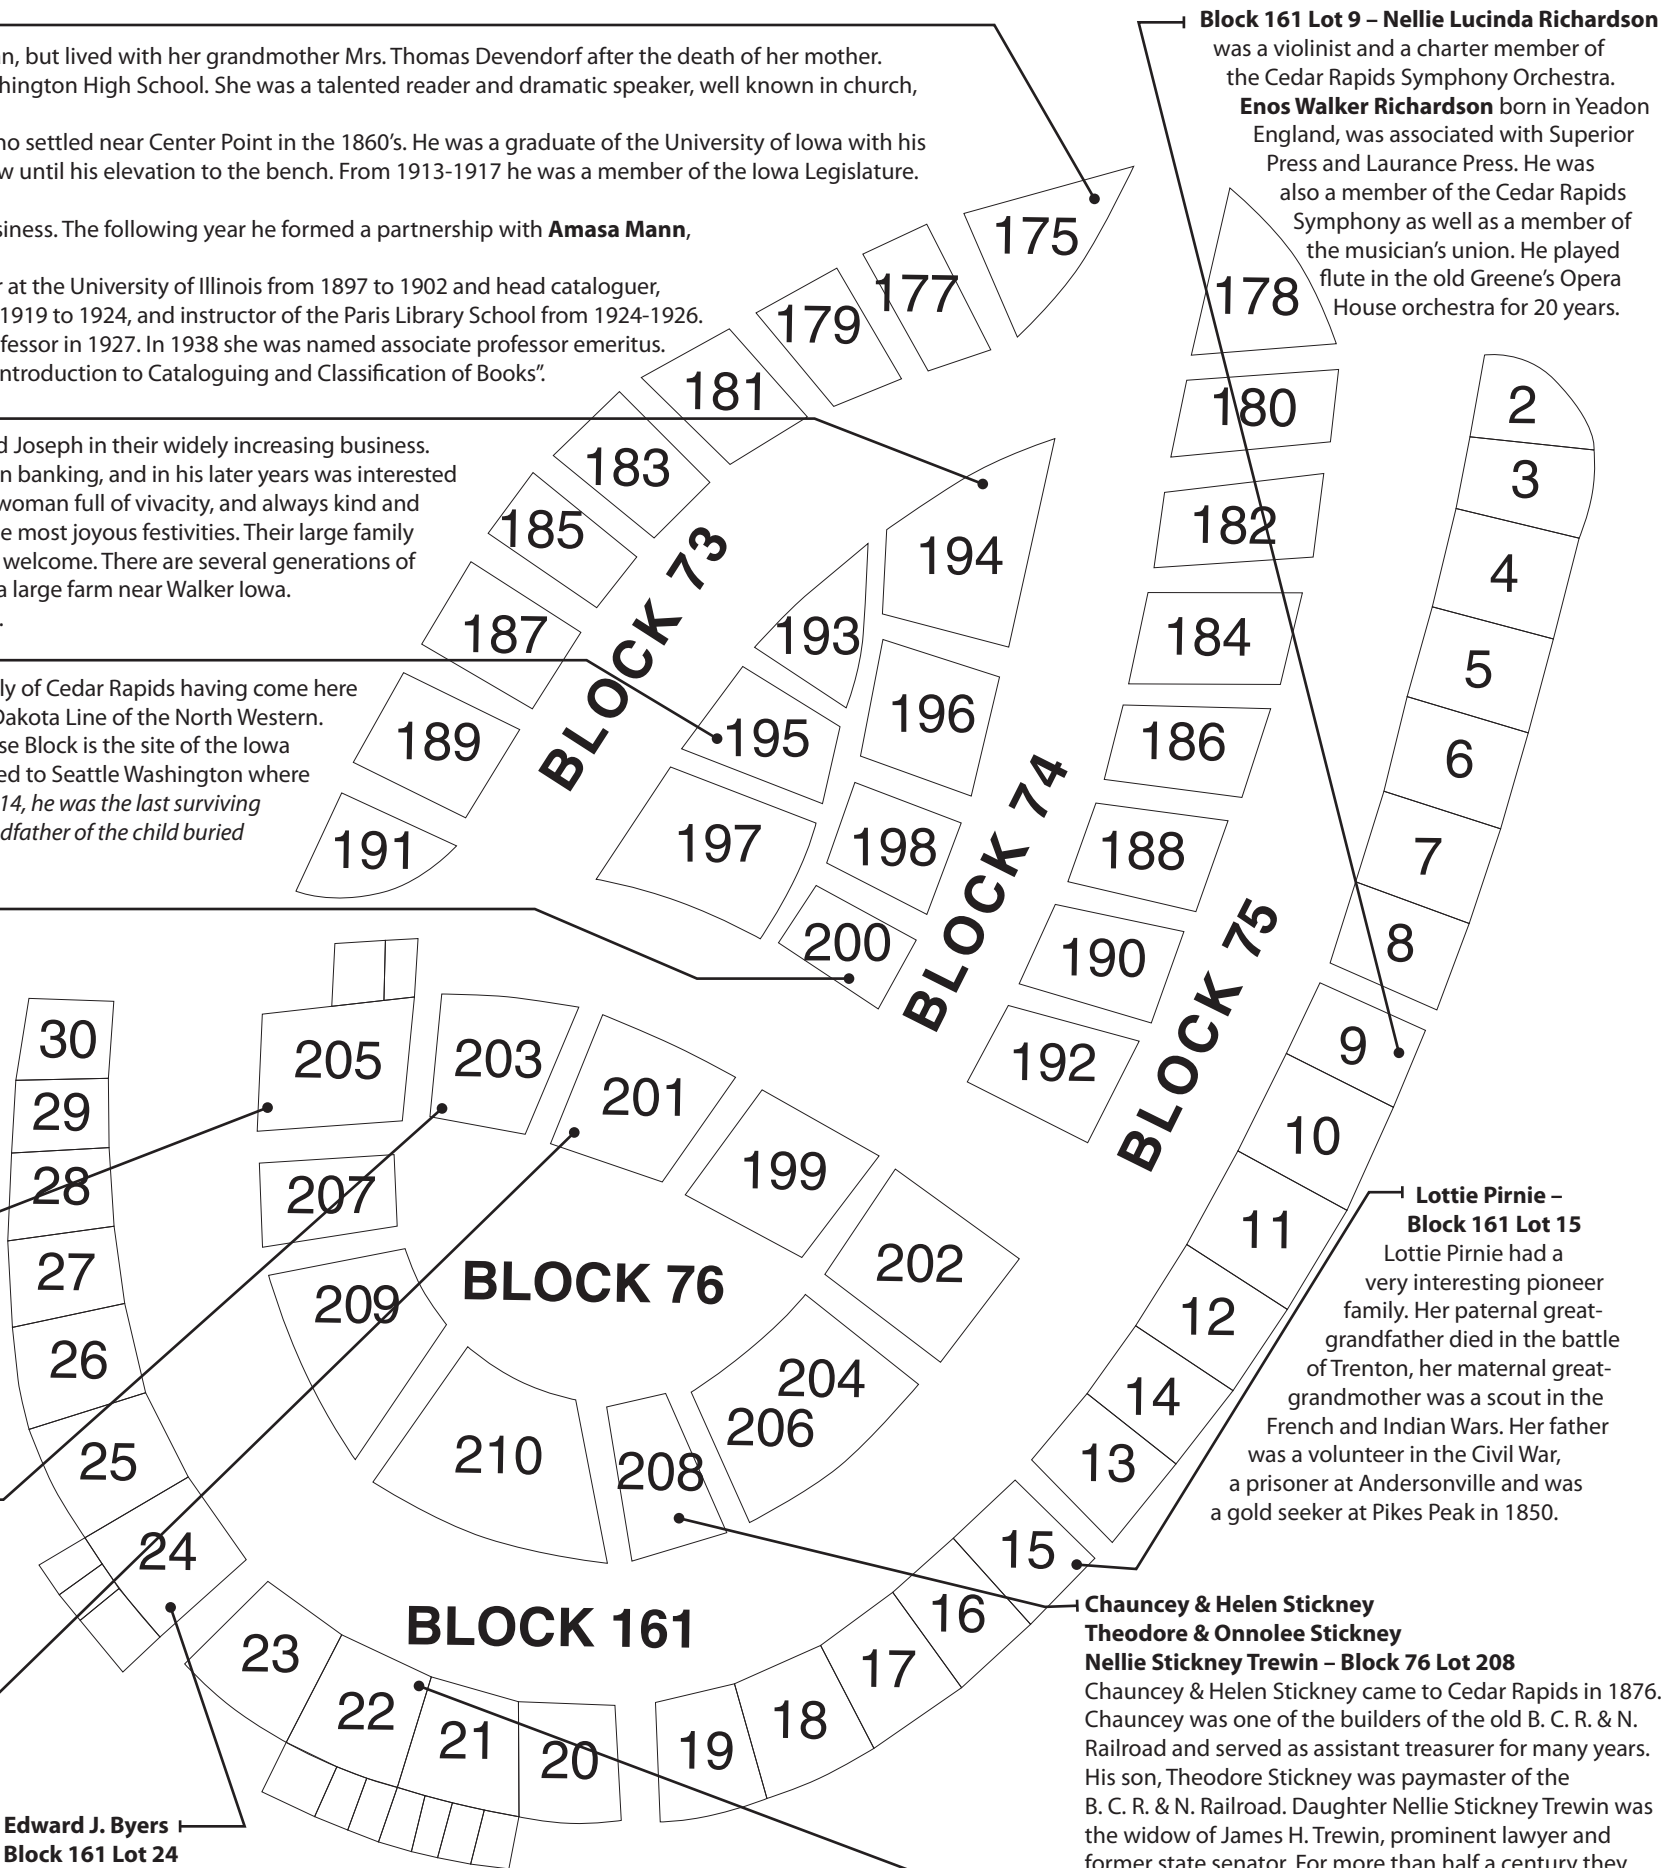 n, but lived with her grandmother Mrs. Thomas Devendorf after the death of her mother.
hington High School. She was a talented reader and dramatic speaker, well known in church,
no settled near Center Point in the 1860’s. He was a graduate of the University of Iowa with his
w until his elevation to the bench. From 1913-1917 he was a member of the Iowa Legislature.
siness. The following year he formed a partnership with Amasa Mann,
r at the University of Illinois from 1897 to 1902 and head cataloguer,
1919 to 1924, and instructor of the Paris Library School from 1924-1926.
fessor in 1927. In 1938 she was named associate professor emeritus.
ntroduction to Cataloguing and Classification of Books”.
d Joseph in their widely increasing business.
n banking, and in his later years was interested
woman full of vivacity, and always kind and
e most joyous festivities. Their large family
welcome. There are several generations of
a large farm near Walker Iowa.
.
ly of Cedar Rapids having come here
Dakota Line of the North Western.
se Block is the site of the Iowa
ed to Seattle Washington where
14, he was the last surviving
dfather of the child buried
Block 161 Lot 9 – Nellie Lucinda Richardson
was a violinist and a charter member of
the Cedar Rapids Symphony Orchestra.
Enos Walker Richardson born in Yeadon
England, was associated with Superior
Press and Laurance Press. He was
also a member of the Cedar Rapids
Symphony as well as a member of
the musician’s union. He played
flute in the old Greene’s Opera
House orchestra for 20 years.
175
177
179
181
183
185
187
189
191
BLOCK 73
193
195
197
194
196
198
200
BLOCK 74
178
180
182
184
186
188
190
192
BLOCK 75
2
3
4
5
6
7
8
9
10
11
12
14
13
15
16
17
18
19
20
21
22
23
24
25
26
27
28
29
30
205
203
201
199
202
207
209
BLOCK 76
204
206
210
208
BLOCK 161
Lottie Pirnie –
Block 161 Lot 15
Lottie Pirnie had a
very interesting pioneer
family. Her paternal great-
grandfather died in the battle
of Trenton, her maternal great-
grandmother was a scout in the
French and Indian Wars. Her father
was a volunteer in the Civil War,
a prisoner at Andersonville and was
a gold seeker at Pikes Peak in 1850.
Chauncey & Helen Stickney
Theodore & Onnolee Stickney
Nellie Stickney Trewin – Block 76 Lot 208
Chauncey & Helen Stickney came to Cedar Rapids in 1876.
Chauncey was one of the builders of the old B. C. R. & N.
Railroad and served as assistant treasurer for many years.
His son, Theodore Stickney was paymaster of the
B. C. R. & N. Railroad. Daughter Nellie Stickney Trewin was
the widow of James H. Trewin, prominent lawyer and
former state senator. For more than half a century they
Edward J. Byers
Block 161 Lot 24